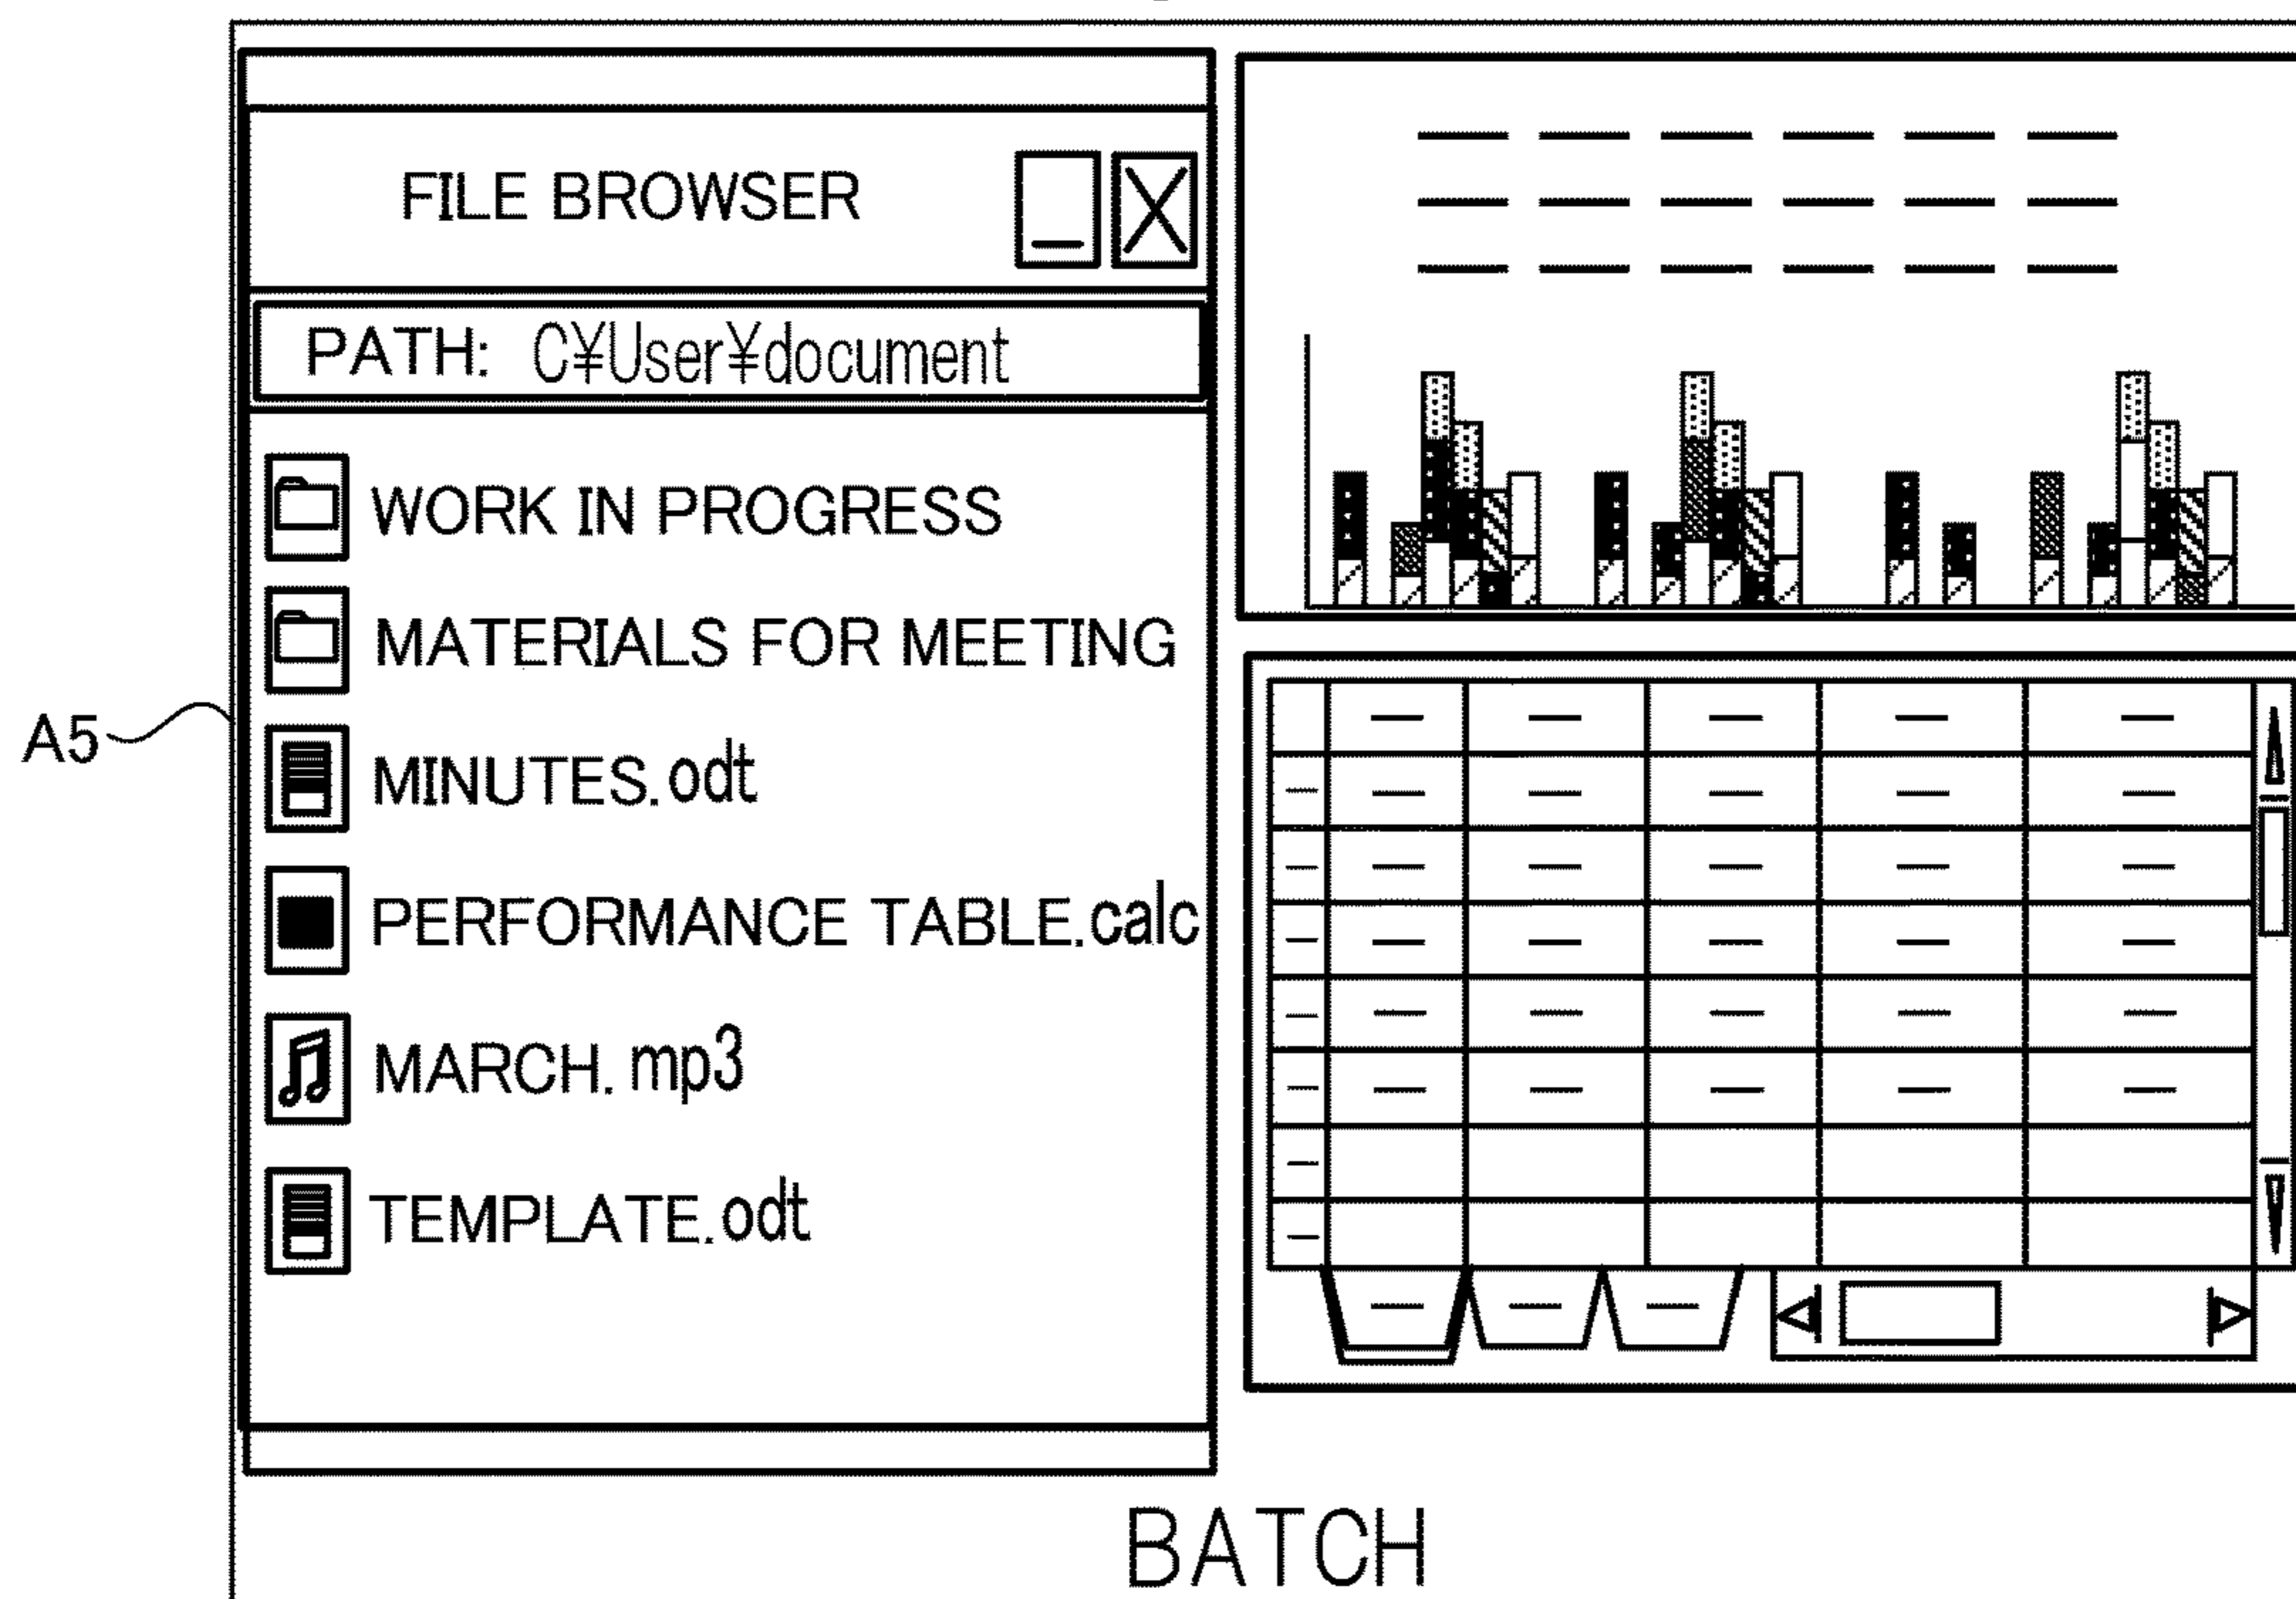 FILE BROWSER
PATH: C¥User¥document
WORK IN PROGRESS
MATERIALS FOR MEETING
A5
MINUTES.odt
PERFORMANCE TABLE.calc
MARCH.mp3
TEMPLATE.odt
BATCH